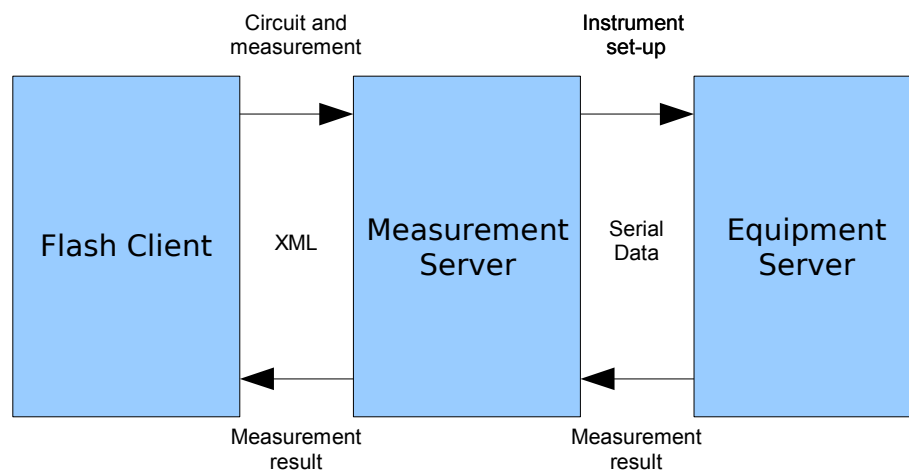 Circuit and
measurement
Instrument
set-up
Flash Client
XML
Measurement
Server
Serial
Data
Equipment
Server
Measurement
result
Measurement
result